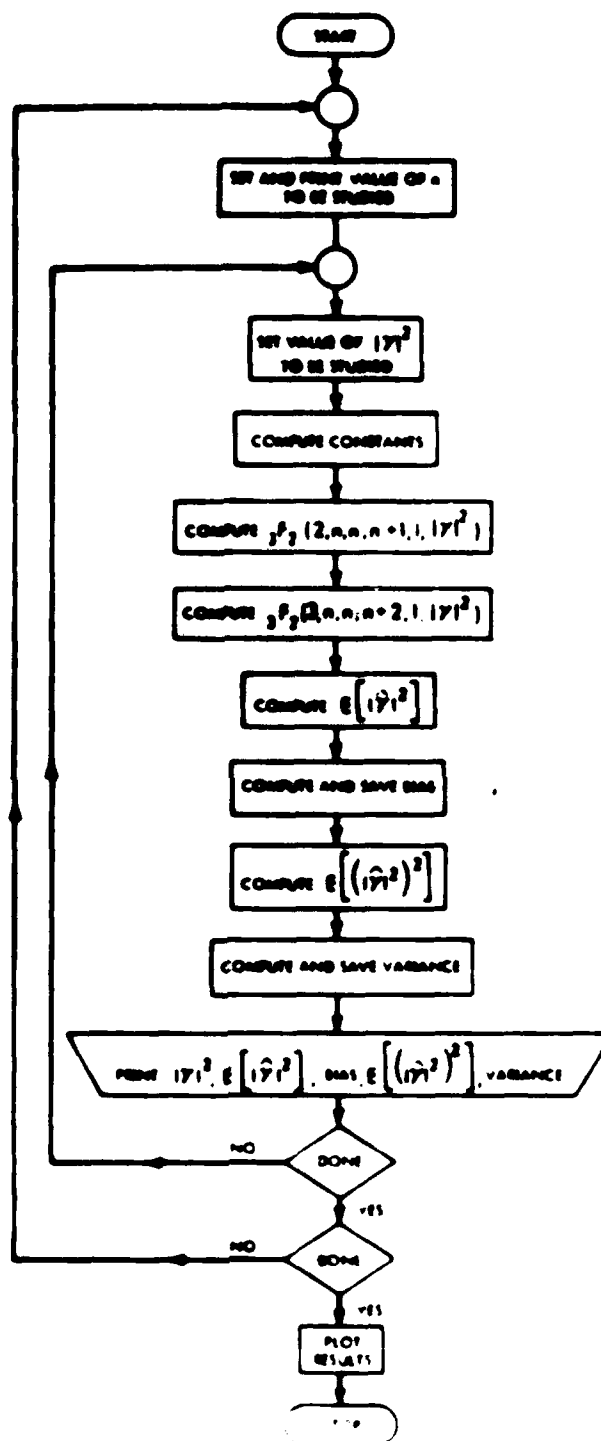 START
SET AND PRINT VALUE OF n
TO BE STUDIED
SET VALUE OF |γ|²
TO BE STUDIED
COMPUTE CONSTANTS
COMPUTE ₃F₂ (2,n,n, n+1,1, |γ|²)
COMPUTE ₃F₂(3,n,n; n+2,1, |γ|²)
COMPUTE E[|γ̂|²]
COMPUTE AND SAVE BIAS
COMPUTE E[(|γ̂|²)²]
COMPUTE AND SAVE VARIANCE
PRINT |γ|², E[|γ̂|²], BIAS, E[(|γ̂|²)²], VARIANCE
NO
DONE
YES
NO
DONE
YES
PLOT
RESULTS